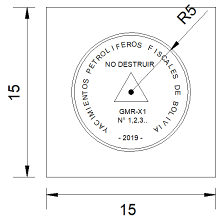 R5
YACIMIENTOS PETROLIFEROS FISCALES DE BOLIVIA
NO DESTRUIR
GMR-X1
N° 1,2,3..
- 2019 -
15
15